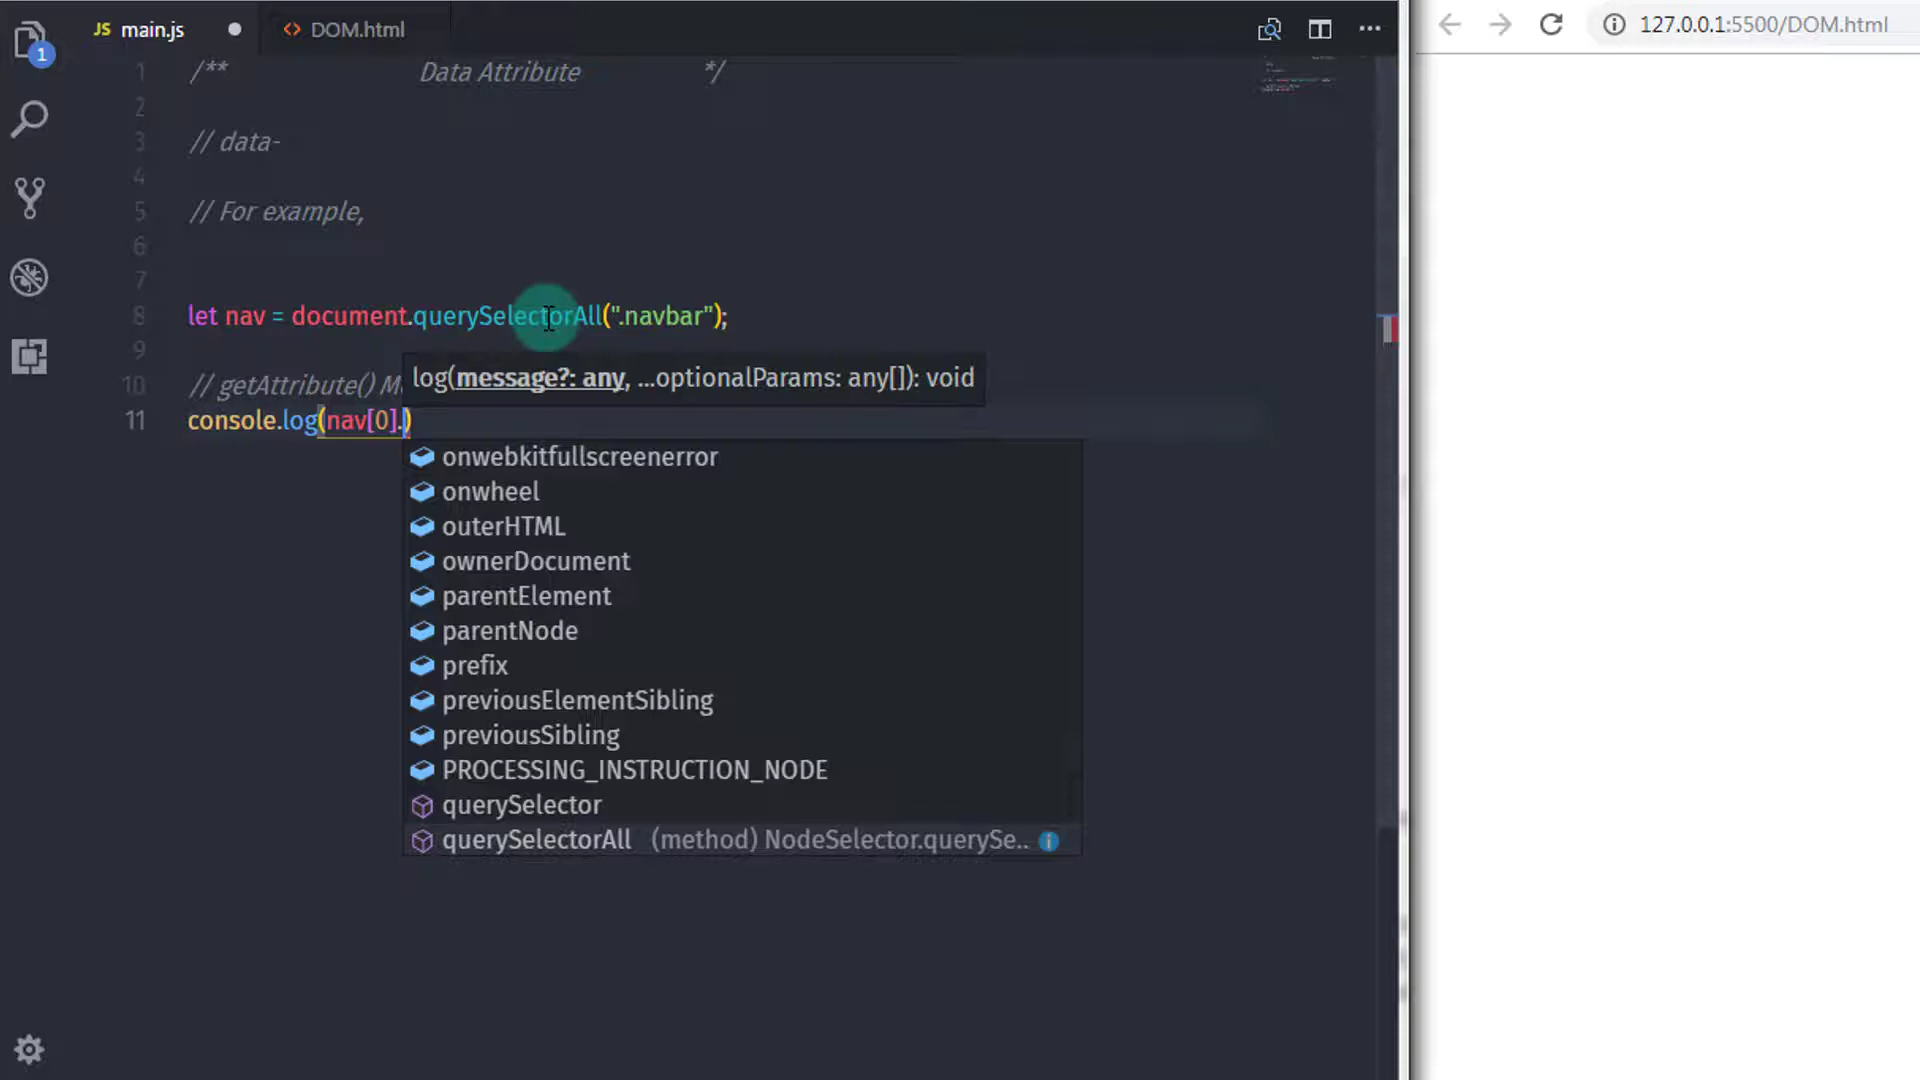 JS main.js
<> DOM.html
127.0.0.1:5500/DOM.html
1
1 /** Data Attribute */
2
3 // data-
4
5 // For example,
6
7
8 let nav = document.querySelectorAll(".navbar");
9
log(message?: any, ...optionalParams: any[]): void
10 // getAttribute()
11 console.log(nav[0].)
onwebkitfullscreenerror
onwheel
outerHTML
ownerDocument
parentElement
parentNode
prefix
previousElementSibling
previousSibling
PROCESSING_INSTRUCTION_NODE
querySelector
querySelectorAll (method) NodeSelector.querySe..